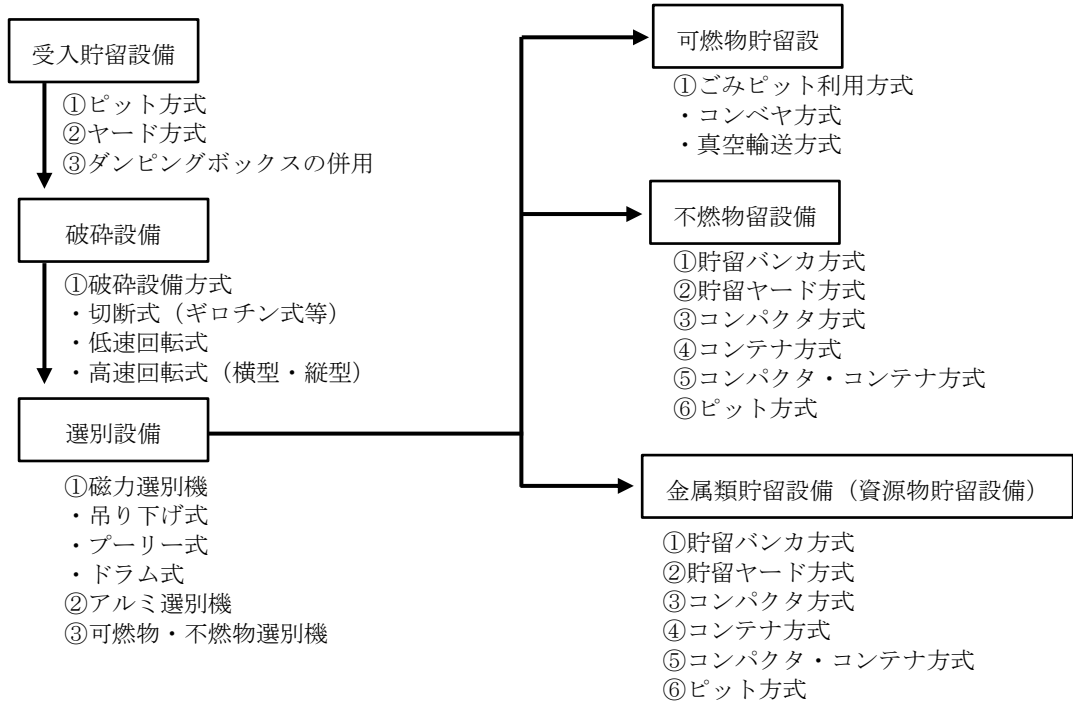 受入貯留設備
①ピット方式
②ヤード方式
③ダンピングボックスの併用
破砕設備
①破砕設備方式
・切断式（ギロチン式等）
・低速回転式
・高速回転式（横型・縦型）
選別設備
①磁力選別機
・吊り下げ式
・プーリー式
・ドラム式
②アルミ選別機
③可燃物・不燃物選別機
可燃物貯留設
①ごみピット利用方式
・コンベヤ方式
・真空輸送方式
不燃物留設備
①貯留バンカ方式
②貯留ヤード方式
③コンパクタ方式
④コンテナ方式
⑤コンパクタ・コンテナ方式
⑥ピット方式
金属類貯留設備（資源物貯留設備）
①貯留バンカ方式
②貯留ヤード方式
③コンパクタ方式
④コンテナ方式
⑤コンパクタ・コンテナ方式
⑥ピット方式